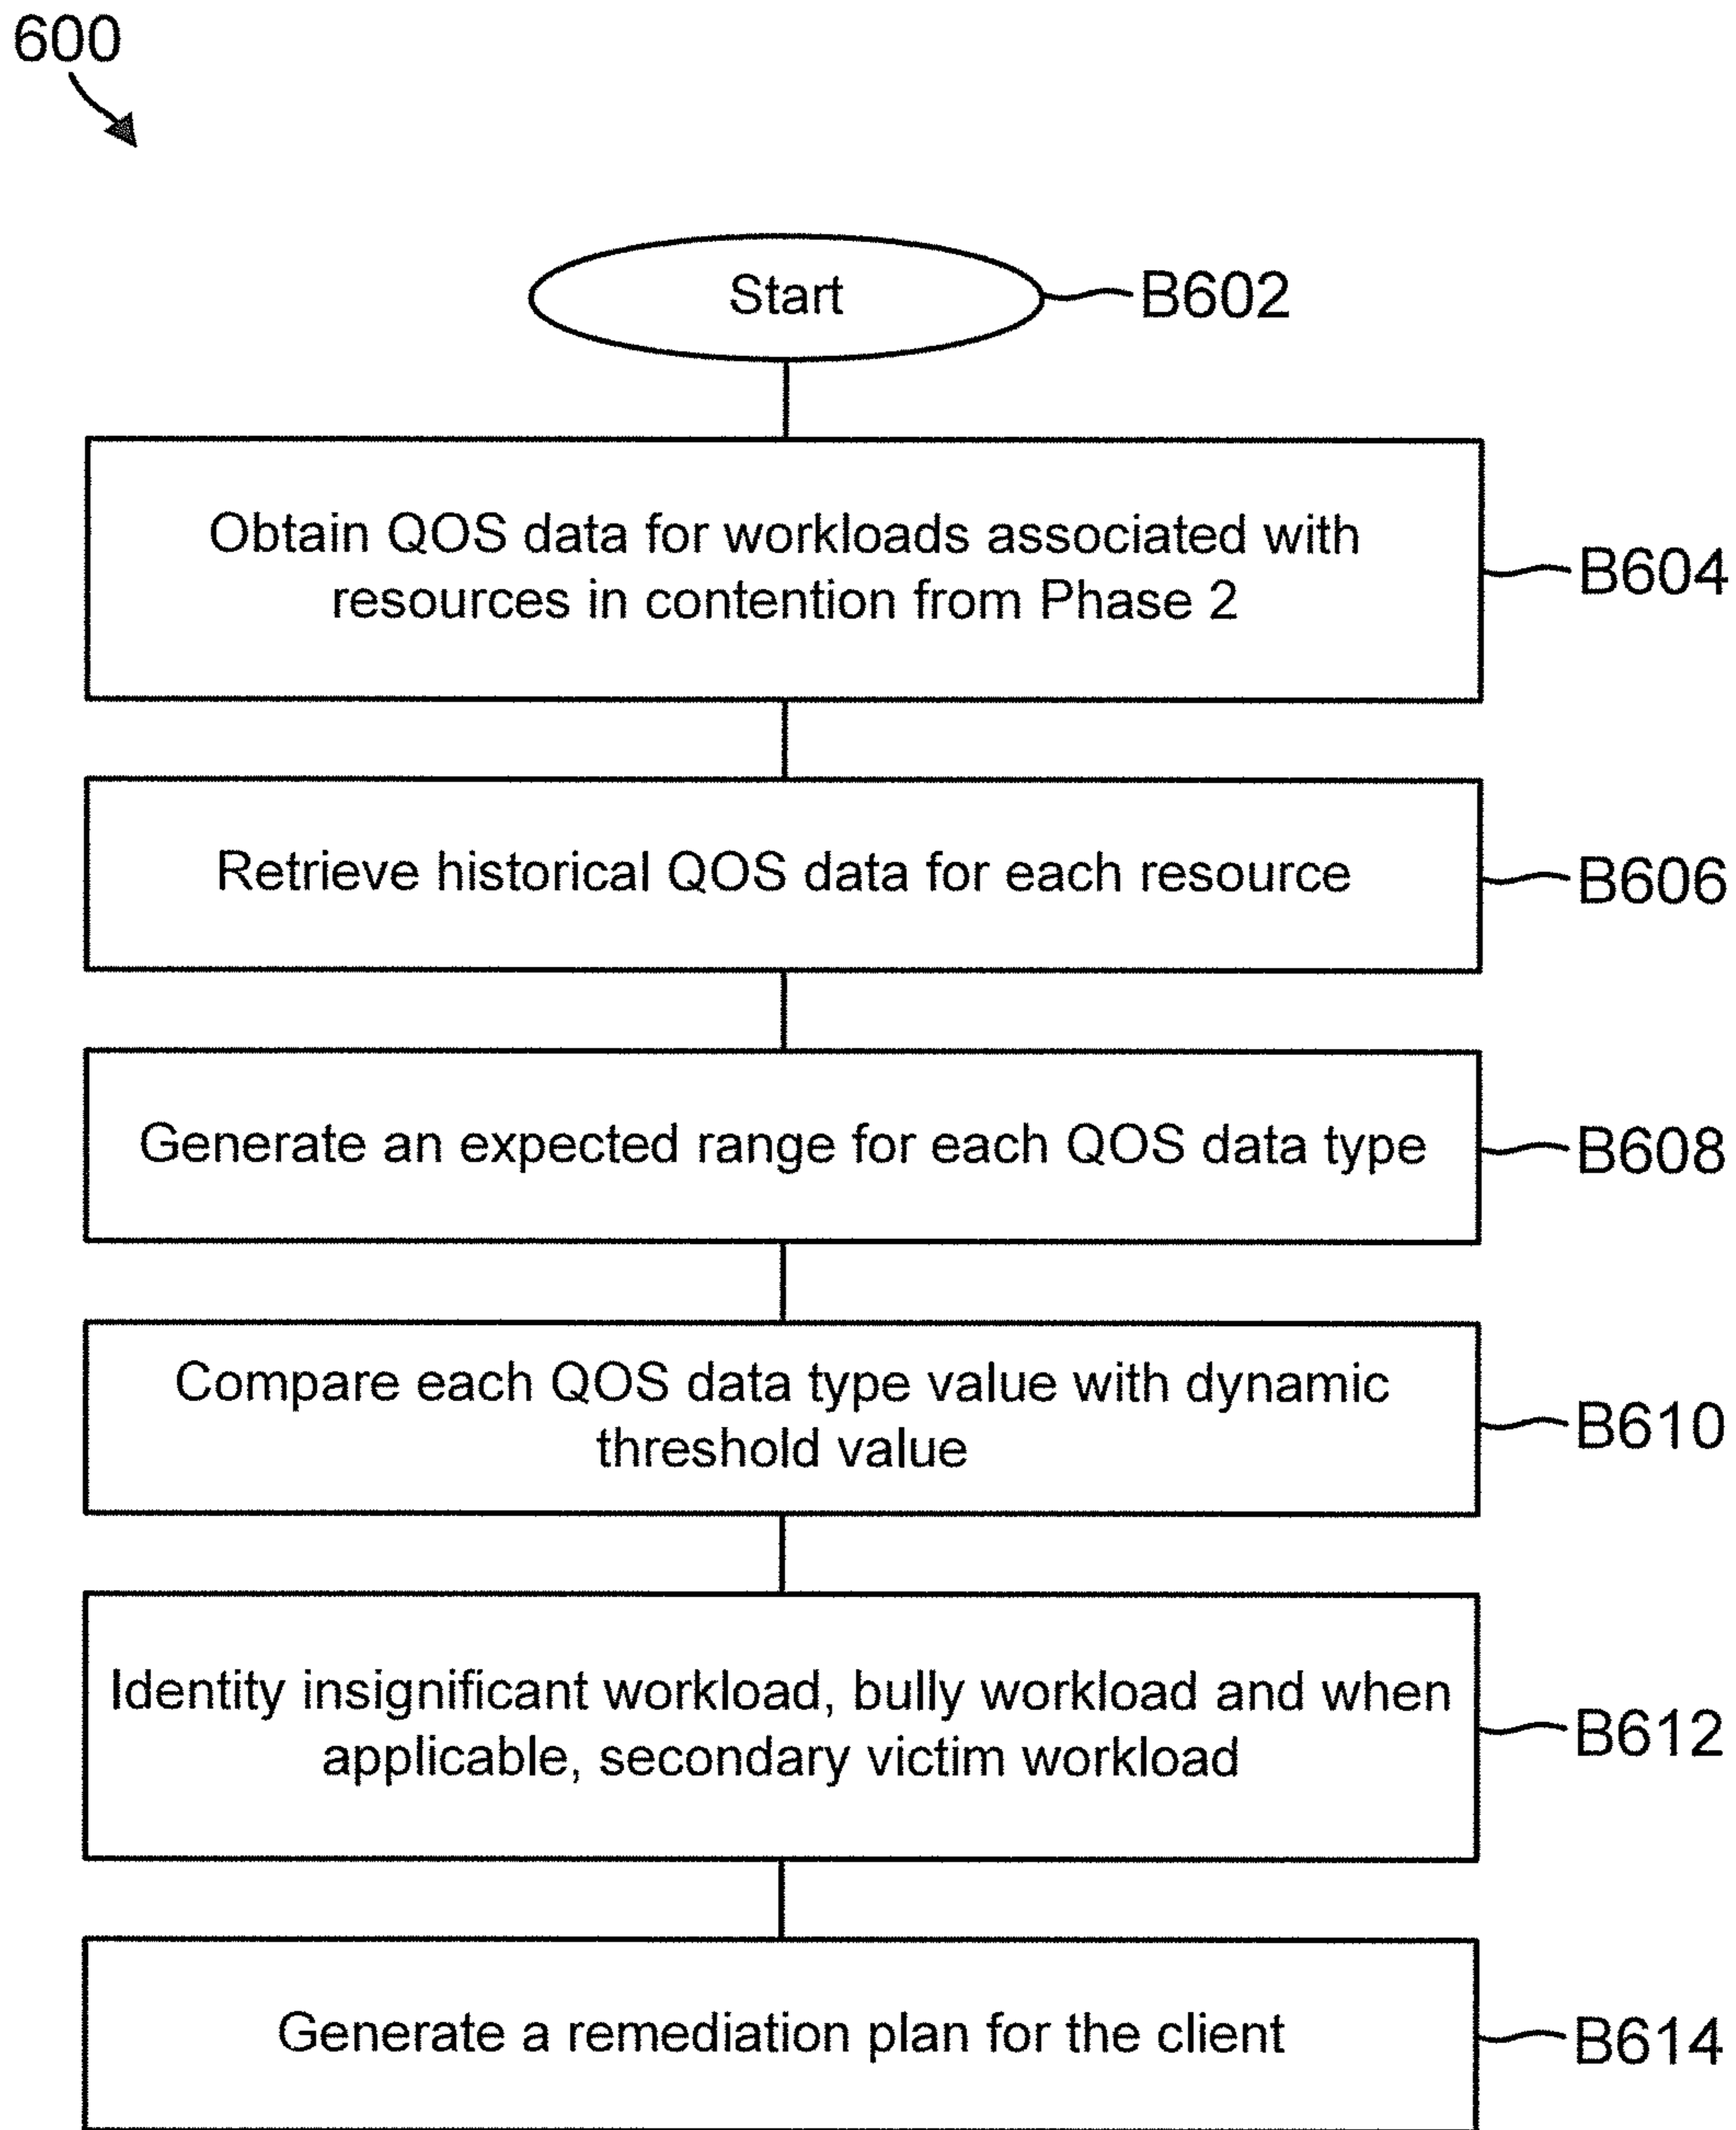 600
Start
B602
Obtain QOS data for workloads associated with
resources in contention from Phase 2
B604
Retrieve historical QOS data for each resource
B606
Generate an expected range for each QOS data type
B608
Compare each QOS data type value with dynamic
threshold value
B610
Identity insignificant workload, bully workload and when
applicable, secondary victim workload
B612
Generate a remediation plan for the client
B614